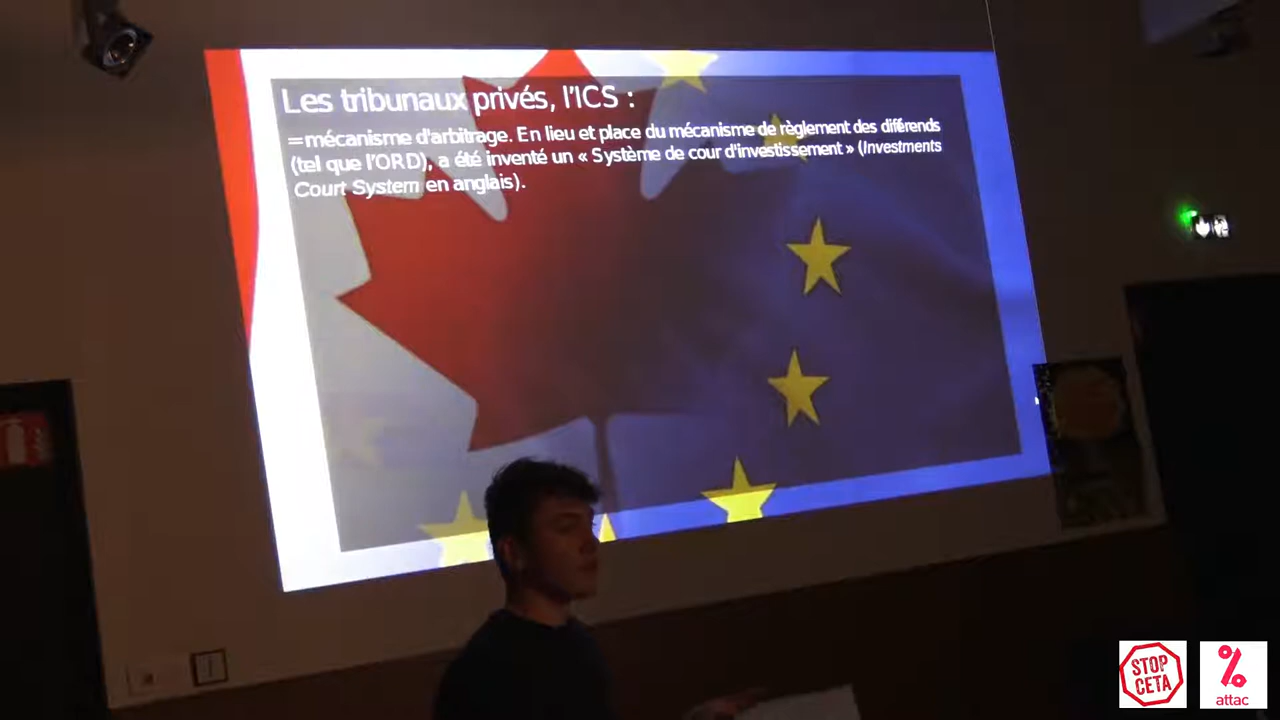 Les tribunaux privés, l'ICS :
=mécanisme d'arbitrage. En lieu et place du mécanisme de règlement des différends
(tel que l'ORD), a été inventé un « Système de cour d'investissement » (Investments
Court System en anglais).
STOP
CETA
%
attac